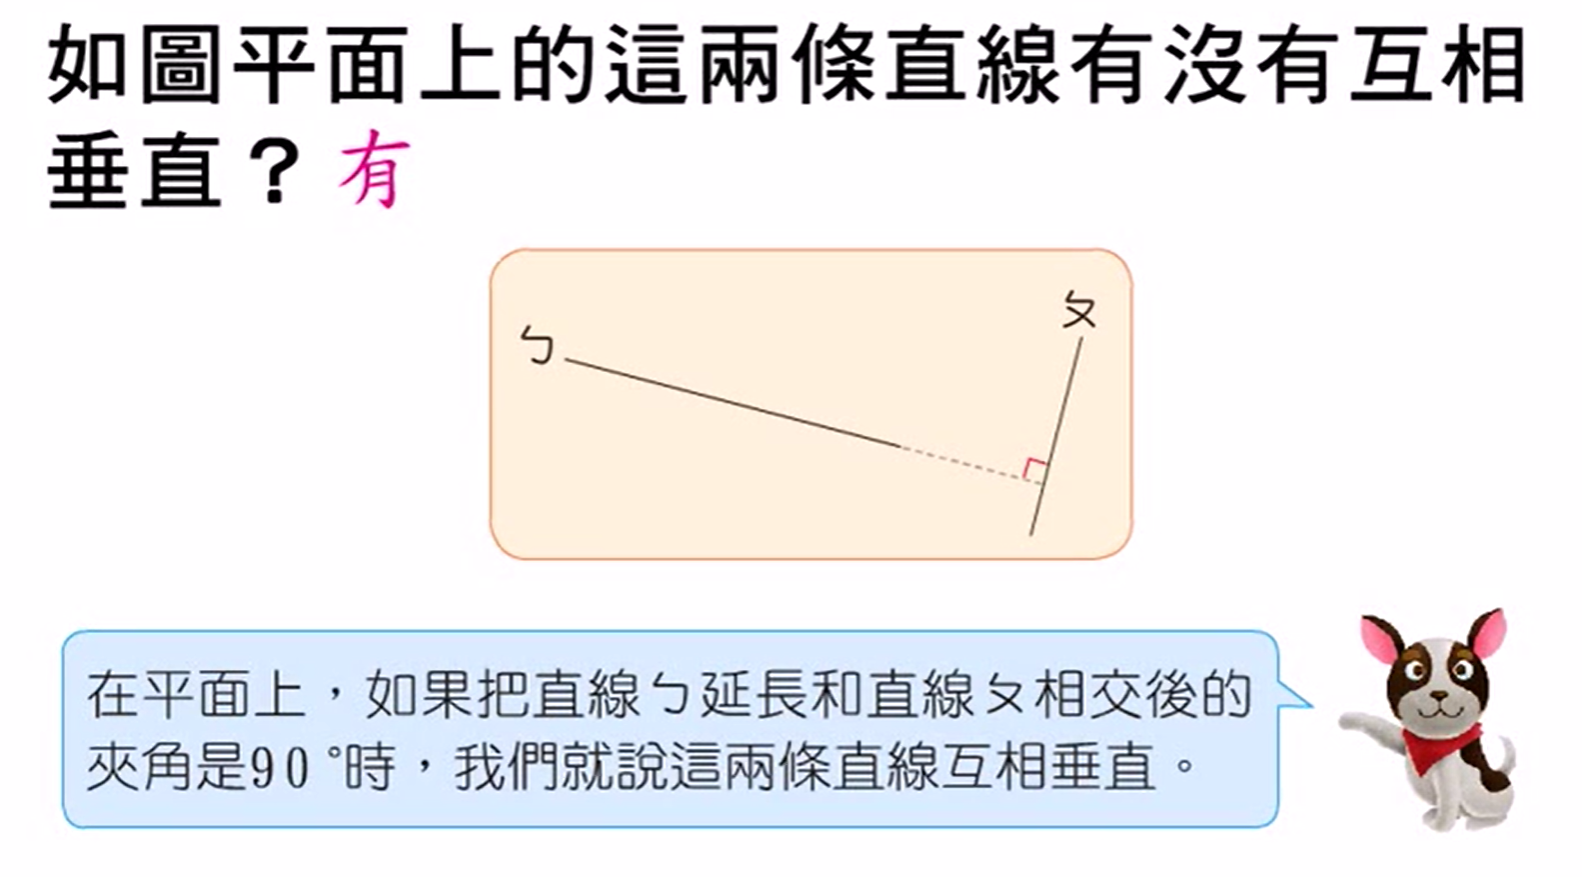 如圖平面上的這兩條直線有沒有互相
垂直？有
ㄅ
ㄆ
在平面上，如果把直線ㄅ延長和直線ㄆ相交後的
夾角是90°時，我們就說這兩條直線互相垂直。